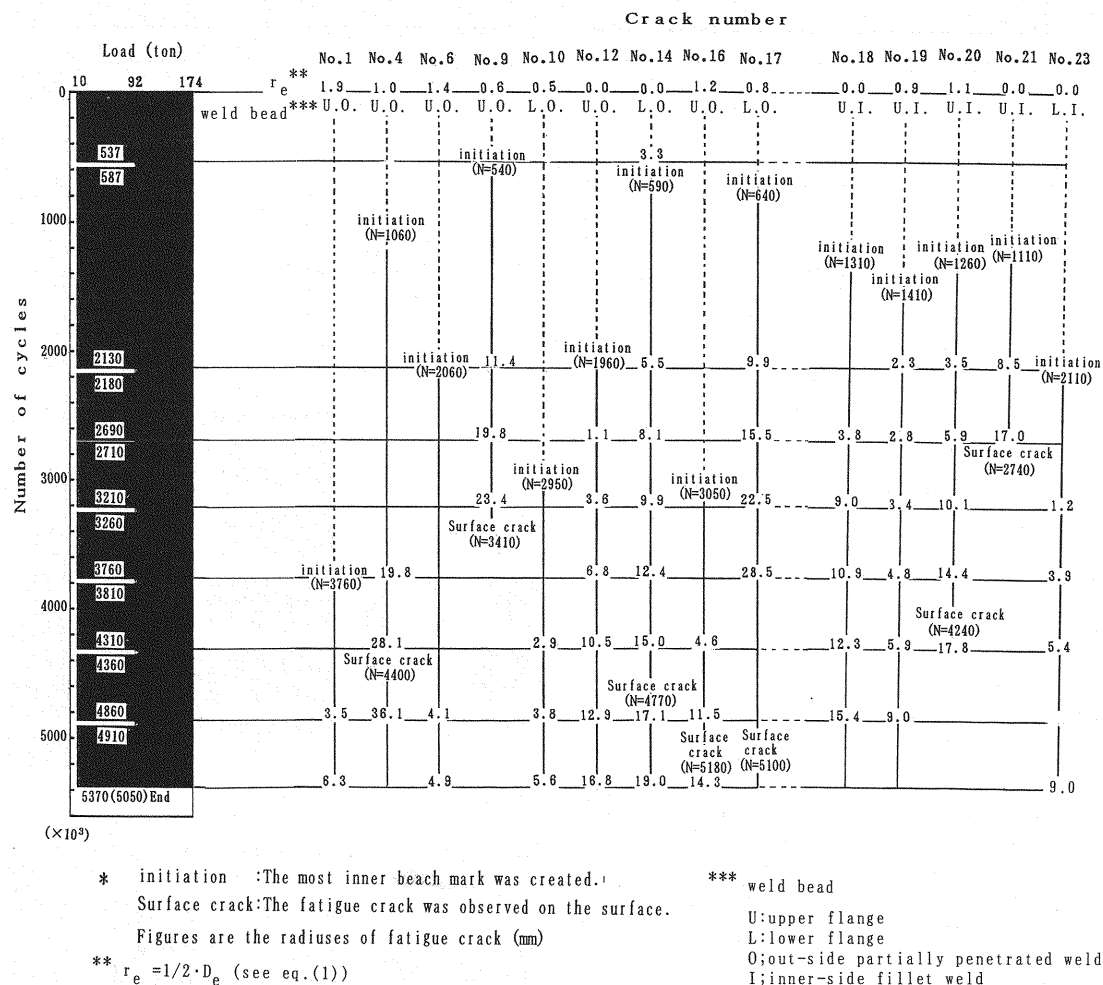 Crack number
Load (ton)
No.1 No.4 No.6 No.9 No.10 No.12 No.14 No.16 No.17 No.18 No.19 No.20 No.21 No.23
10 92 174 r_e **
0 1.9 1.0 1.4 0.6 0.5 0.0 0.0 1.2 0.8 0.0 0.9 1.1 0.0 0.0
weld bead *** U.O. U.O. U.O. U.O. L.O. U.O. L.O. U.O. L.O. U.I. U.I. U.I. U.I. L.I.
537 initiation 3.3
(N=540)
587 initiation initiation
(N=590) (N=640)
1000 initiation
(N=1060)
initiation initiation initiation
(N=1310) (N=1260) (N=1110)
initiation
(N=1410)
Number of cycles
2000
2130 initiation 11.4 initiation 5.5 9.9 2.3 3.5 8.5 initiation
(N=2060) (N=1960) (N=2110)
2180
2690 19.8 1.1 8.1 15.5 3.8 2.8 5.9 17.0
2710 Surface crack
(N=2740)
3000 initiation initiation
(N=2950) (N=3050)
3210 23.4 3.6 9.9 22.5 9.0 3.4 10.1 1.2
3260 Surface crack
(N=3410)
3760 initiation 19.8 6.8 12.4 28.5 10.9 4.8 14.4 3.9
(N=3760)
3810
4000 Surface crack
(N=4240)
4310 28.1 2.9 10.5 15.0 4.6 12.3 5.9 17.8 5.4
4360 Surface crack
(N=4400)
Surface crack
(N=4770)
4860 3.5 36.1 4.1 3.8 12.9 17.1 11.5 15.4 9.0
4910
5000 Surface Surface
crack crack
(N=5180) (N=5100)
6.3 4.9 5.6 16.8 19.0 14.3 9.0
5370(5050)End
(×10³)
* initiation :The most inner beach mark was created.
Surface crack:The fatigue crack was observed on the surface.
Figures are the radiuses of fatigue crack (mm)
** r_e =1/2·D_e (see eq.(1))
*** weld bead
U:upper flange
L:lower flange
O;out-side partially penetrated weld
I;inner-side fillet weld